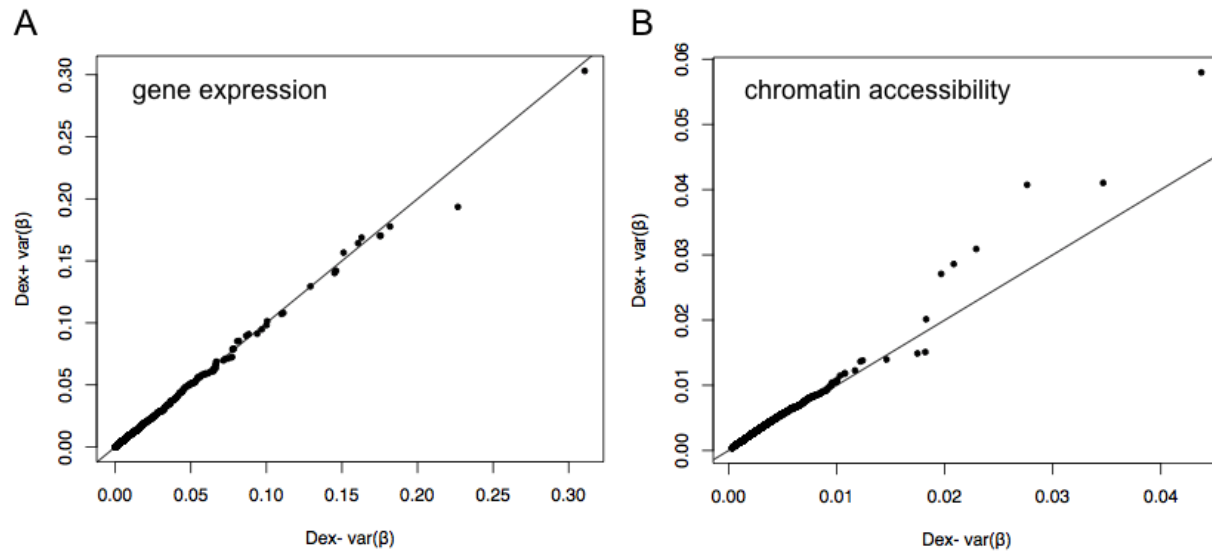 A
gene expression
Dex+ var(β)
0.00 0.05 0.10 0.15 0.20 0.25 0.30
0.00 0.05 0.10 0.15 0.20 0.25 0.30
Dex- var(β)
B
chromatin accessibility
Dex+ var(β)
0.00 0.01 0.02 0.03 0.04 0.05 0.06
0.00 0.01 0.02 0.03 0.04
Dex- var(β)